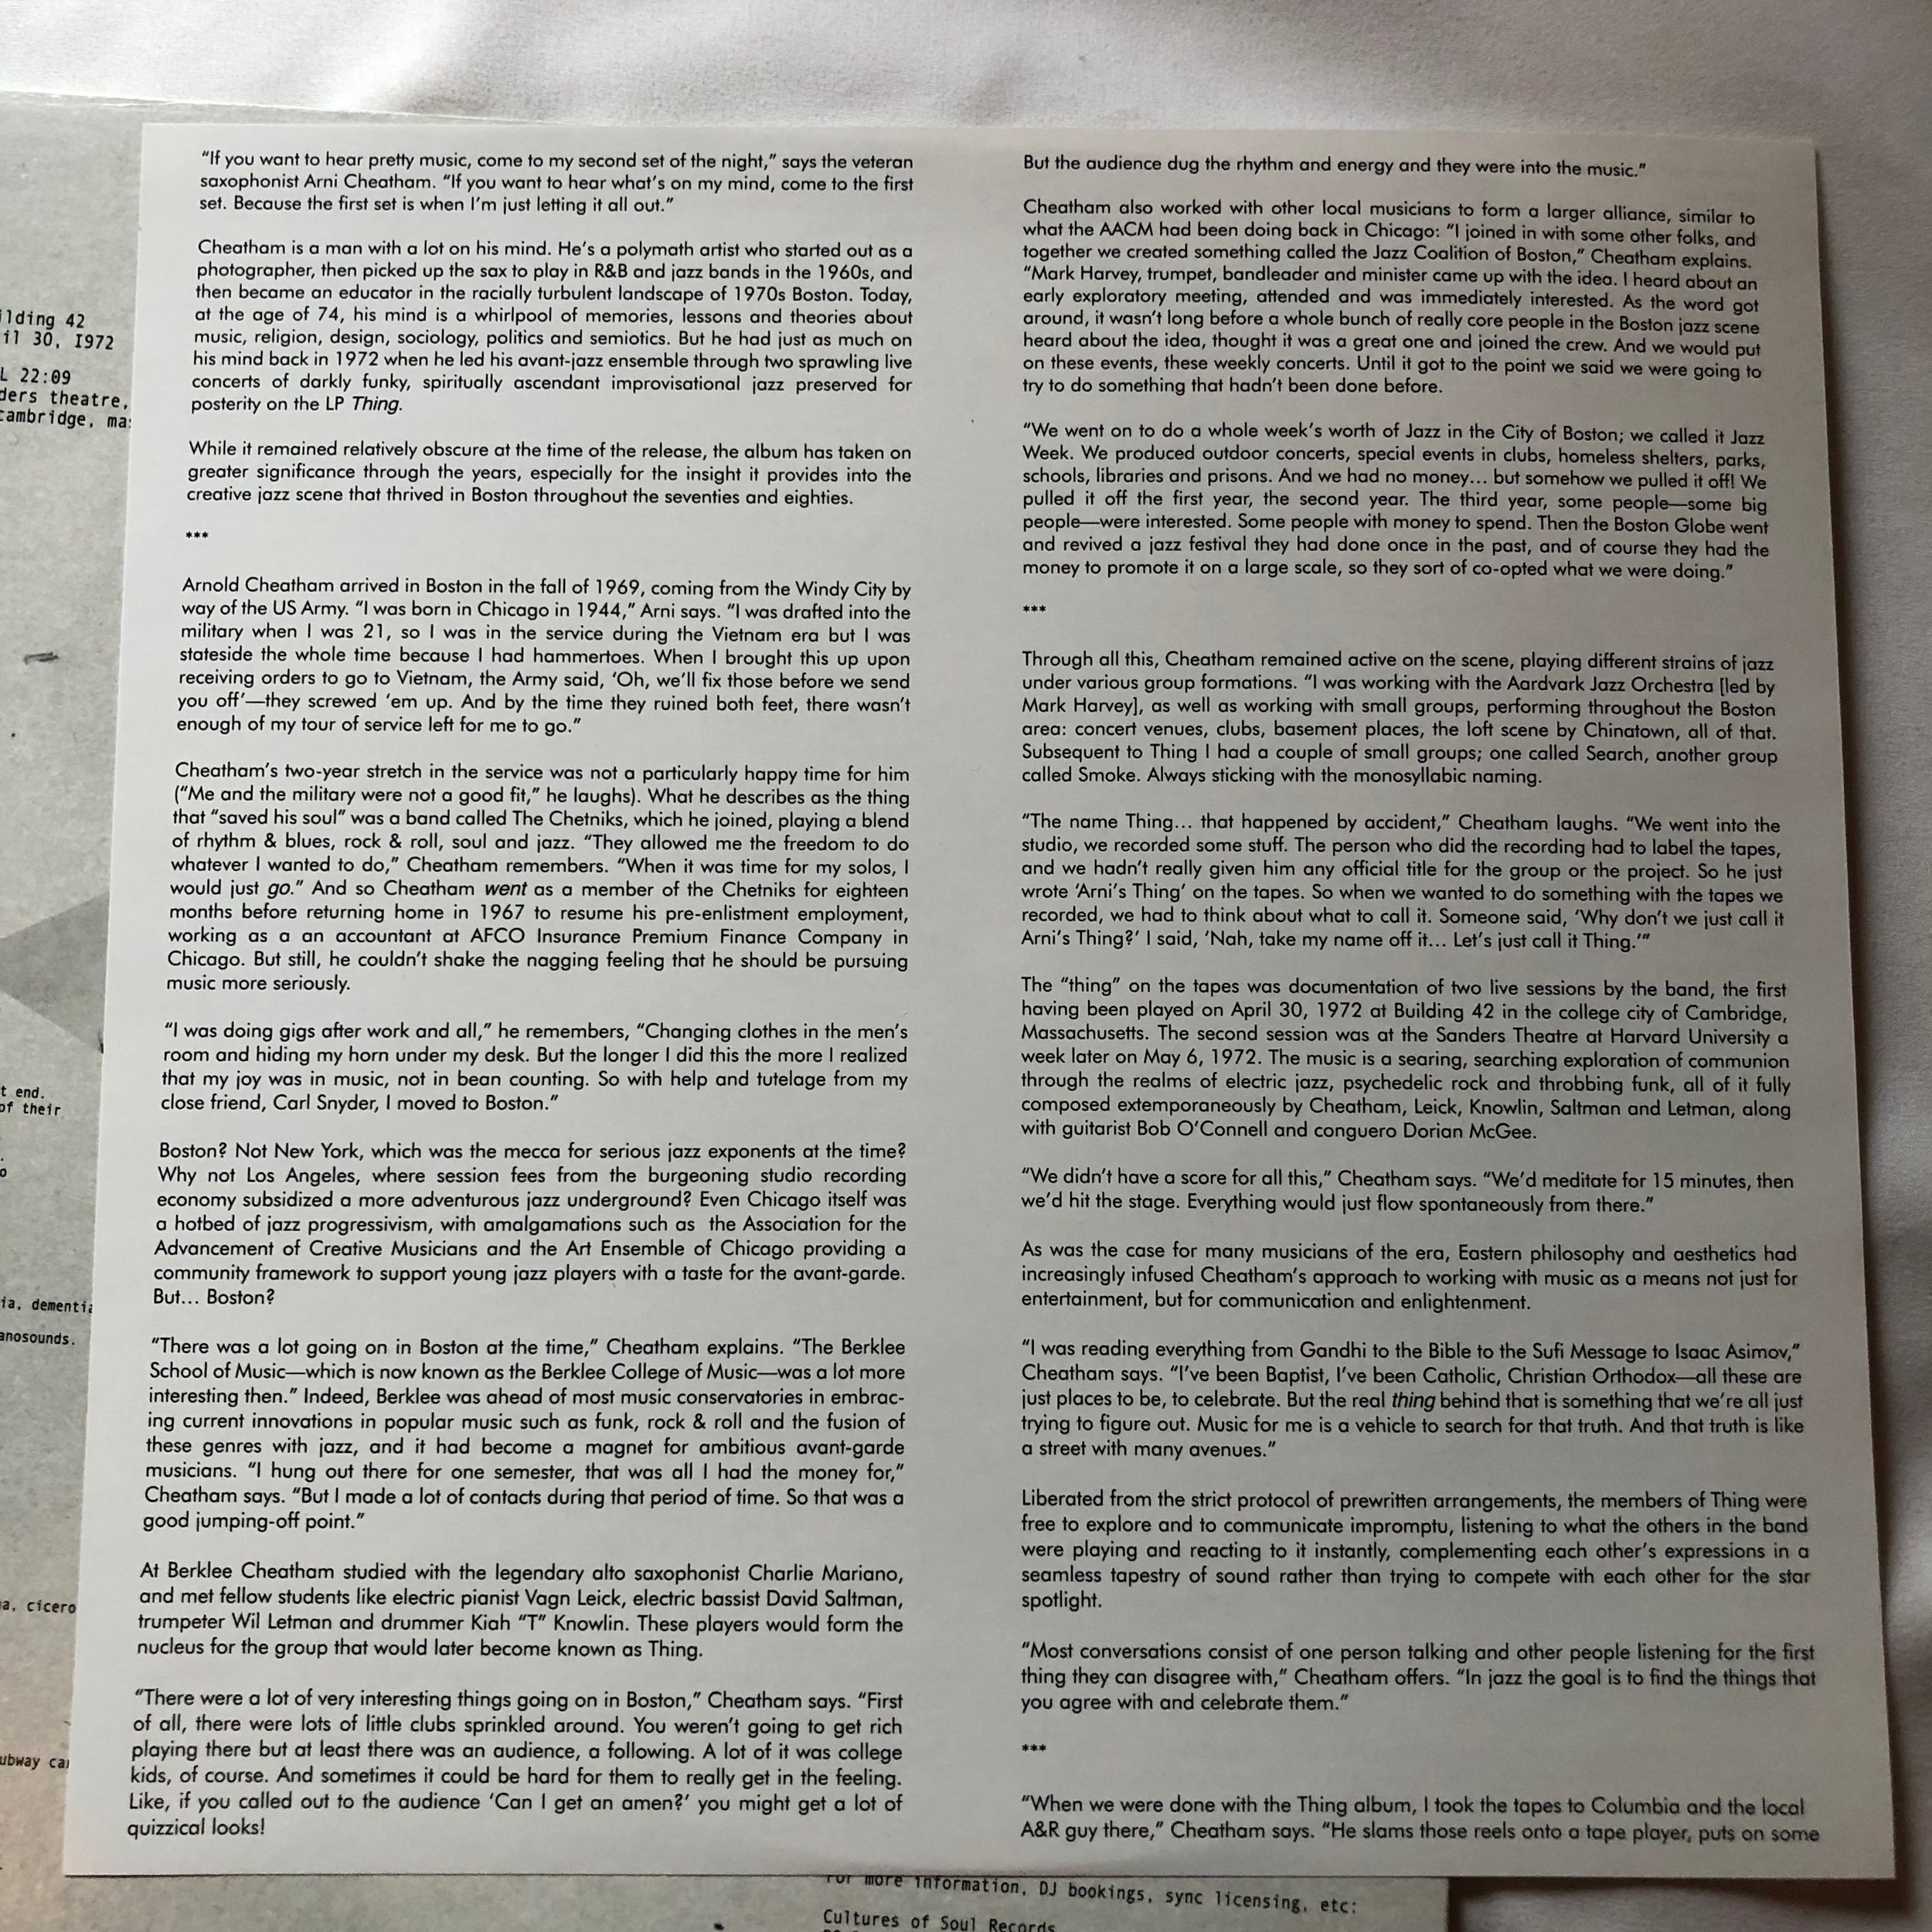 "If you want to hear pretty music, come to my second set of the night," says the veteran
saxophonist Arni Cheatham. "If you want to hear what's on my mind, come to the first
set. Because the first set is when I'm just letting it all out."
Cheatham is a man with a lot on his mind. He's a polymath artist who started out as a
photographer, then picked up the sax to play in R&B and jazz bands in the 1960s, and
then became an educator in the racially turbulent landscape of 1970s Boston. Today,
at the age of 74, his mind is a whirlpool of memories, lessons and theories about
music, religion, design, sociology, politics and semiotics. But he had just as much on
his mind back in 1972 when he led his avant-jazz ensemble through two sprawling live
concerts of darkly funky, spiritually ascendant improvisational jazz preserved for
posterity on the LP Thing.
While it remained relatively obscure at the time of the release, the album has taken on
greater significance through the years, especially for the insight it provides into the
creative jazz scene that thrived in Boston throughout the seventies and eighties.
***
Arnold Cheatham arrived in Boston in the fall of 1969, coming from the Windy City by
way of the US Army. "I was born in Chicago in 1944," Arni says. "I was drafted into the
military when I was 21, so I was in the service during the Vietnam era but I was
stateside the whole time because I had hammertoes. When I brought this up upon
receiving orders to go to Vietnam, the Army said, 'Oh, we'll fix those before we send
you off'—they screwed 'em up. And by the time they ruined both feet, there wasn't
enough of my tour of service left for me to go."
Cheatham's two-year stretch in the service was not a particularly happy time for him
("Me and the military were not a good fit," he laughs). What he describes as the thing
that "saved his soul" was a band called The Chetniks, which he joined, playing a blend
of rhythm & blues, rock & roll, soul and jazz. "They allowed me the freedom to do
whatever I wanted to do," Cheatham remembers. "When it was time for my solos, I
would just go." And so Cheatham went as a member of the Chetniks for eighteen
months before returning home in 1967 to resume his pre-enlistment employment,
working as a an accountant at AFCO Insurance Premium Finance Company in
Chicago. But still, he couldn't shake the nagging feeling that he should be pursuing
music more seriously.
"I was doing gigs after work and all," he remembers, "Changing clothes in the men's
room and hiding my horn under my desk. But the longer I did this the more I realized
that my joy was in music, not in bean counting. So with help and tutelage from my
close friend, Carl Snyder, I moved to Boston."
Boston? Not New York, which was the mecca for serious jazz exponents at the time?
Why not Los Angeles, where session fees from the burgeoning studio recording
economy subsidized a more adventurous jazz underground? Even Chicago itself was
a hotbed of jazz progressivism, with amalgamations such as the Association for the
Advancement of Creative Musicians and the Art Ensemble of Chicago providing a
community framework to support young jazz players with a taste for the avant-garde.
But... Boston?
"There was a lot going on in Boston at the time," Cheatham explains. "The Berklee
School of Music—which is now known as the Berklee College of Music—was a lot more
interesting then." Indeed, Berklee was ahead of most music conservatories in embrac-
ing current innovations in popular music such as funk, rock & roll and the fusion of
these genres with jazz, and it had become a magnet for ambitious avant-garde
musicians. "I hung out there for one semester, that was all I had the money for,"
Cheatham says. "But I made a lot of contacts during that period of time. So that was a
good jumping-off point."
At Berklee Cheatham studied with the legendary alto saxophonist Charlie Mariano,
and met fellow students like electric pianist Vagn Leick, electric bassist David Saltman,
trumpeter Wil Letman and drummer Kiah "T" Knowlin. These players would form the
nucleus for the group that would later become known as Thing.
"There were a lot of very interesting things going on in Boston," Cheatham says. "First
of all, there were lots of little clubs sprinkled around. You weren't going to get rich
playing there but at least there was an audience, a following. A lot of it was college
kids, of course. And sometimes it could be hard for them to really get in the feeling.
Like, if you called out to the audience 'Can I get an amen?' you might get a lot of
quizzical looks!
But the audience dug the rhythm and energy and they were into the music."
Cheatham also worked with other local musicians to form a larger alliance, similar to
what the AACM had been doing back in Chicago: "I joined in with some other folks, and
together we created something called the Jazz Coalition of Boston," Cheatham explains.
"Mark Harvey, trumpet, bandleader and minister came up with the idea. I heard about an
early exploratory meeting, attended and was immediately interested. As the word got
around, it wasn't long before a whole bunch of really core people in the Boston jazz scene
heard about the idea, thought it was a great one and joined the crew. And we would put
on these events, these weekly concerts. Until it got to the point we said we were going to
try to do something that hadn't been done before.
"We went on to do a whole week's worth of Jazz in the City of Boston; we called it Jazz
Week. We produced outdoor concerts, special events in clubs, homeless shelters, parks,
schools, libraries and prisons. And we had no money... but somehow we pulled it off! We
pulled it off the first year, the second year. The third year, some people—some big
people—were interested. Some people with money to spend. Then the Boston Globe went
and revived a jazz festival they had done once in the past, and of course they had the
money to promote it on a large scale, so they sort of co-opted what we were doing."
***
Through all this, Cheatham remained active on the scene, playing different strains of jazz
under various group formations. "I was working with the Aardvark Jazz Orchestra [led by
Mark Harvey], as well as working with small groups, performing throughout the Boston
area: concert venues, clubs, basement places, the loft scene by Chinatown, all of that.
Subsequent to Thing I had a couple of small groups; one called Search, another group
called Smoke. Always sticking with the monosyllabic naming.
"The name Thing... that happened by accident," Cheatham laughs. "We went into the
studio, we recorded some stuff. The person who did the recording had to label the tapes,
and we hadn't really given him any official title for the group or the project. So he just
wrote 'Arni's Thing' on the tapes. So when we wanted to do something with the tapes we
recorded, we had to think about what to call it. Someone said, 'Why don't we just call it
Arni's Thing?' I said, 'Nah, take my name off it... Let's just call it Thing.'"
The "thing" on the tapes was documentation of two live sessions by the band, the first
having been played on April 30, 1972 at Building 42 in the college city of Cambridge,
Massachusetts. The second session was at the Sanders Theatre at Harvard University a
week later on May 6, 1972. The music is a searing, searching exploration of communion
through the realms of electric jazz, psychedelic rock and throbbing funk, all of it fully
composed extemporaneously by Cheatham, Leick, Knowlin, Saltman and Letman, along
with guitarist Bob O'Connell and conguero Dorian McGee.
"We didn't have a score for all this," Cheatham says. "We'd meditate for 15 minutes, then
we'd hit the stage. Everything would just flow spontaneously from there."
As was the case for many musicians of the era, Eastern philosophy and aesthetics had
increasingly infused Cheatham's approach to working with music as a means not just for
entertainment, but for communication and enlightenment.
"I was reading everything from Gandhi to the Bible to the Sufi Message to Isaac Asimov,"
Cheatham says. "I've been Baptist, I've been Catholic, Christian Orthodox—all these are
just places to be, to celebrate. But the real thing behind that is something that we're all just
trying to figure out. Music for me is a vehicle to search for that truth. And that truth is like
a street with many avenues."
Liberated from the strict protocol of prewritten arrangements, the members of Thing were
free to explore and to communicate impromptu, listening to what the others in the band
were playing and reacting to it instantly, complementing each other's expressions in a
seamless tapestry of sound rather than trying to compete with each other for the star
spotlight.
"Most conversations consist of one person talking and other people listening for the first
thing they can disagree with," Cheatham offers. "In jazz the goal is to find the things that
you agree with and celebrate them."
***
"When we were done with the Thing album, I took the tapes to Columbia and the local
A&R guy there," Cheatham says. "He slams those reels onto a tape player, puts on some
ilding 42
il 30, 1972
L 22:09
ders theatre,
cambridge, ma
t end.
of their
ia, dementia
anosounds.
a, cicero
ubway car
For more information, DJ bookings, sync licensing, etc:
Cultures of Soul Records